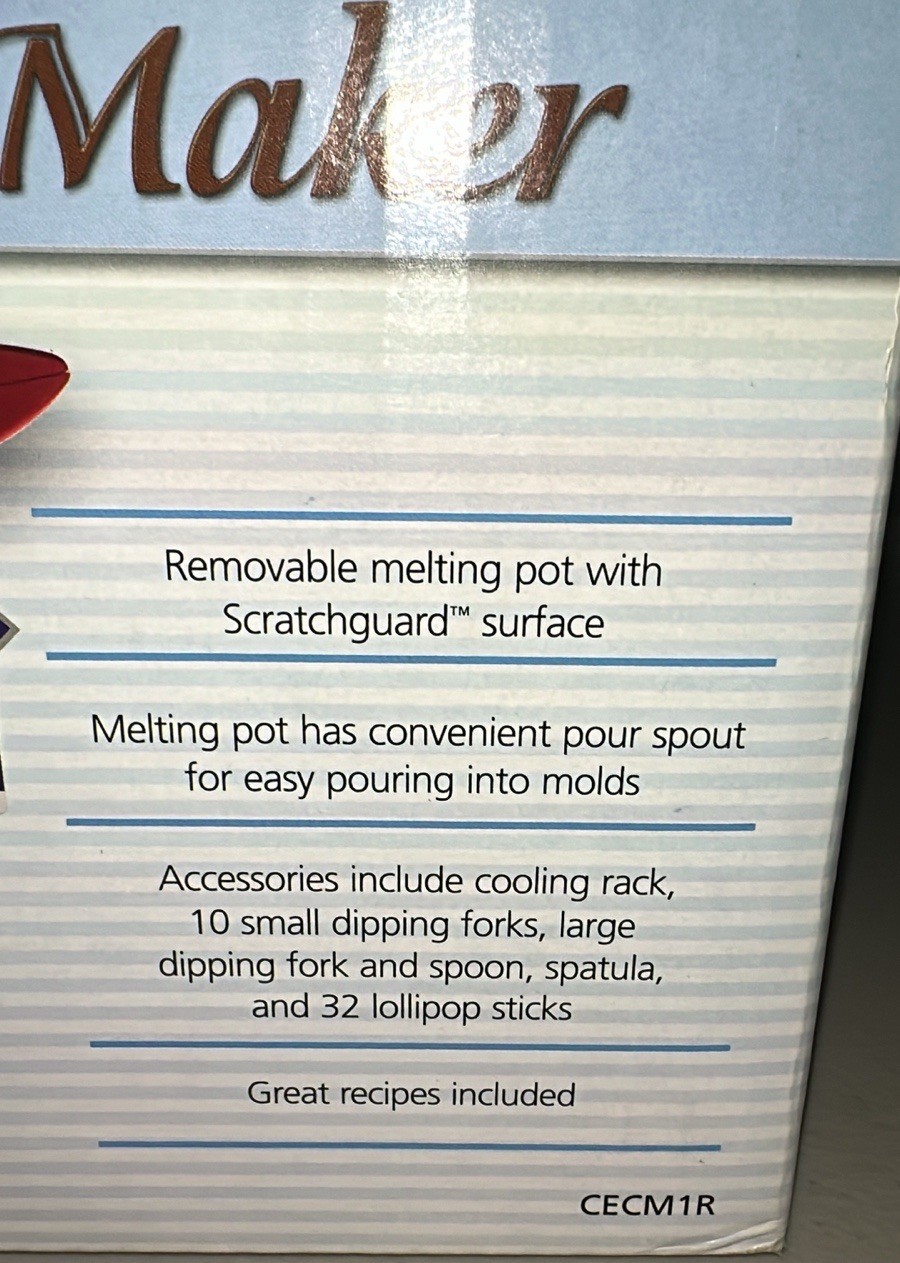 Maker
Removable melting pot with
Scratchguard™ surface
Melting pot has convenient pour spout
for easy pouring into molds
Accessories include cooling rack,
10 small dipping forks, large
dipping fork and spoon, spatula,
and 32 lollipop sticks
Great recipes included
CECM1R